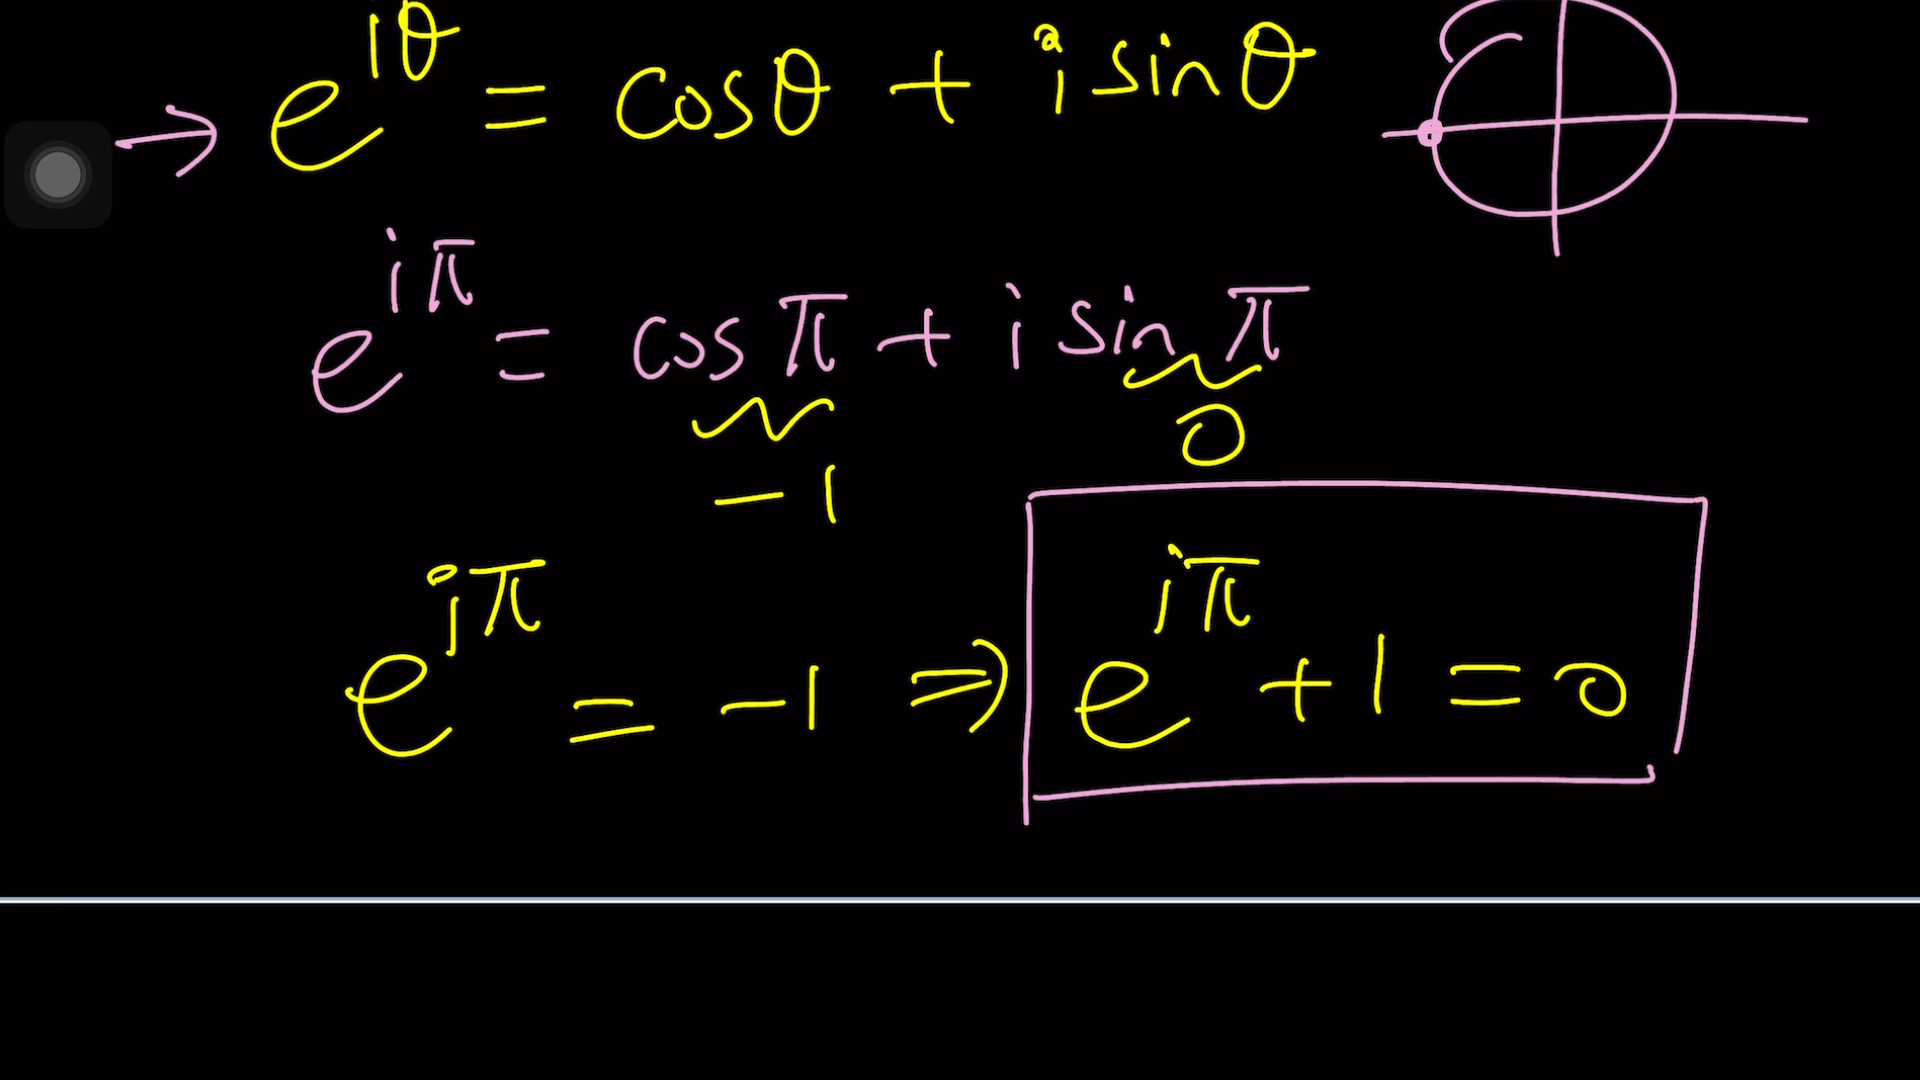 → e^{iθ} = cosθ + i sinθ
e^{iπ} = cos π + i sin π
-1 0
e^{iπ} = -1 ⇒ e^{iπ} + 1 = 0